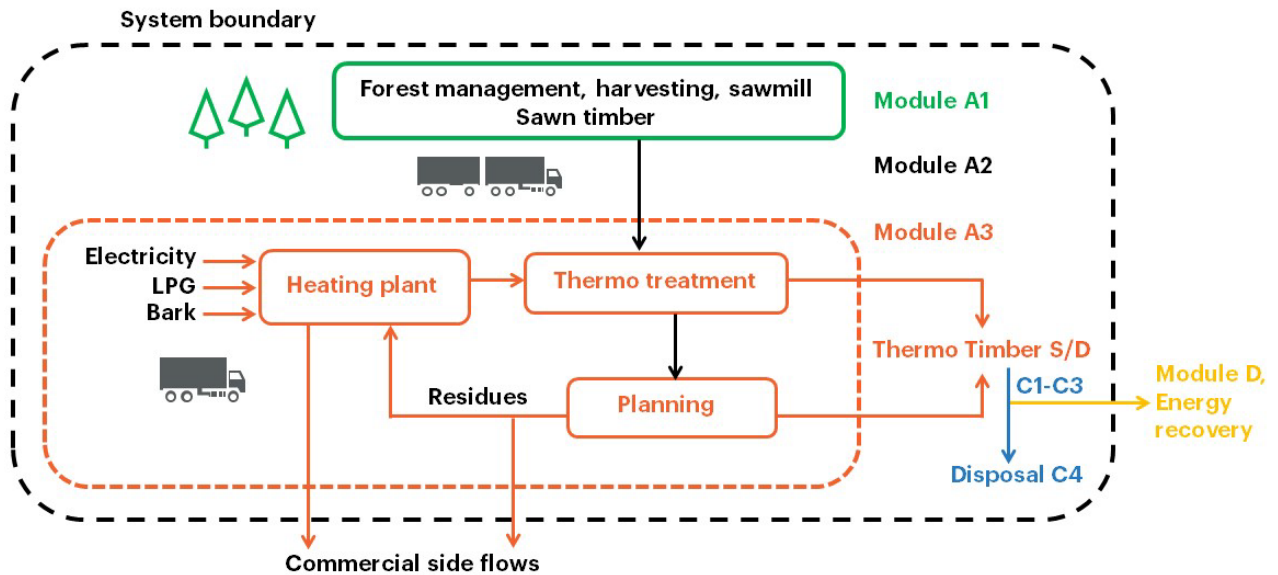 System boundary
Forest management, harvesting, sawmill
Sawn timber
Module A1
Module A2
Module A3
Electricity
LPG
Bark
Heating plant
Thermo treatment
Thermo Timber S/D
C1-C3
Module D,
Energy
recovery
Residues
Planning
Disposal C4
Commercial side flows